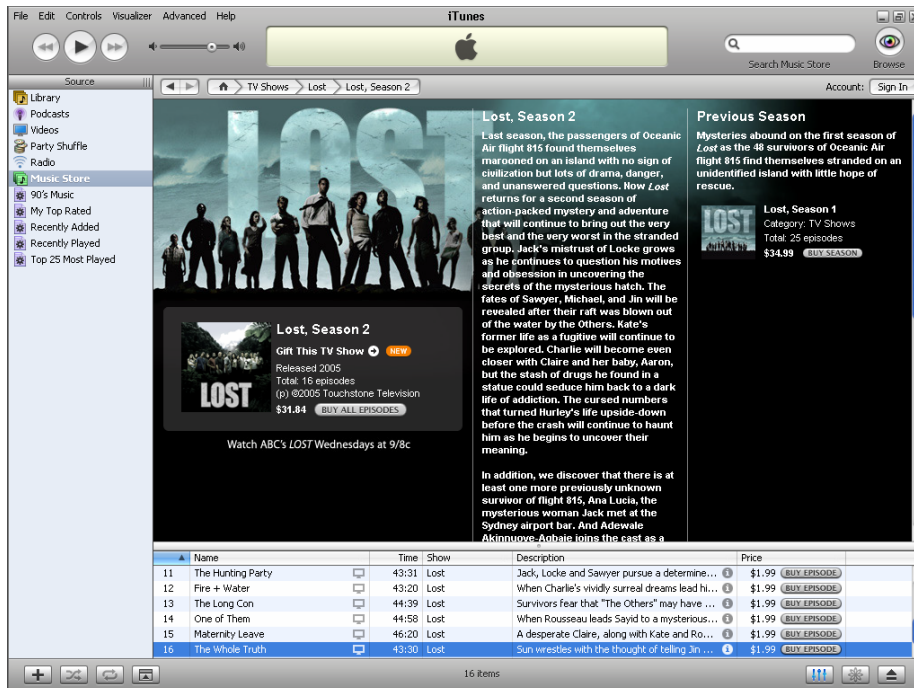 File Edit Controls Visualizer Advanced Help
iTunes
Search Music Store
Browse
Source
TV Shows
Lost
Lost, Season 2
Account:
Sign In
Library
Podcasts
Videos
Party Shuffle
Radio
Music Store
90's Music
My Top Rated
Recently Added
Recently Played
Top 25 Most Played
LOST
LOST
Lost, Season 2
Gift This TV Show
NEW
Released 2005
Total: 16 episodes
(p) ©2005 Touchstone Television
$31.84 BUY ALL EPISODES
Watch ABC's LOST Wednesdays at 9/8c
Lost, Season 2
Last season, the passengers of Oceanic
Air flight 815 found themselves
marooned on an island with no sign of
civilization but lots of drama, danger,
and unanswered questions. Now Lost
returns for a second season of
action-packed mystery and adventure
that will continue to bring out the very
best and the very worst in the stranded
group. Jack's mistrust of Locke grows
as he continues to question his motives
and obsession in uncovering the
secrets of the mysterious hatch. The
fates of Sawyer, Michael, and Jin will be
revealed after their raft was blown out
of the water by the Others. Kate's
former life as a fugitive will continue to
be explored. Charlie will become even
closer with Claire and her baby, Aaron,
but the stash of drugs he found in a
statue could seduce him back to a dark
life of addiction. The cursed numbers
that turned Hurley's life upside-down
before the crash will continue to haunt
him as he begins to uncover their
meaning.
In addition, we discover that there is at
least one more previously unknown
survivor of flight 815, Ana Lucia, the
mysterious woman Jack met at the
Sydney airport bar. And Adewale
Akinnuoye-Agbaje joins the cast as a
Previous Season
Mysteries abound on the first season of
Lost as the 48 survivors of Oceanic Air
flight 815 find themselves stranded on an
unidentified island with little hope of
rescue.
LOST
Lost, Season 1
Category: TV Shows
Total: 25 episodes
$34.99 BUY SEASON
Name Time Show Description Price
11 The Hunting Party 43:31 Lost Jack, Locke and Sawyer pursue a determine... $1.99 BUY EPISODE
12 Fire + Water 43:20 Lost When Charlie's vividly surreal dreams lead hi... $1.99 BUY EPISODE
13 The Long Con 44:39 Lost Survivors fear that "The Others" may have ... $1.99 BUY EPISODE
14 One of Them 44:58 Lost When Rousseau leads Sayid to a mysterious... $1.99 BUY EPISODE
15 Maternity Leave 46:20 Lost A desperate Claire, along with Kate and Ro... $1.99 BUY EPISODE
16 The Whole Truth 43:30 Lost Sun wrestles with the thought of telling Jin ... $1.99 BUY EPISODE
16 items